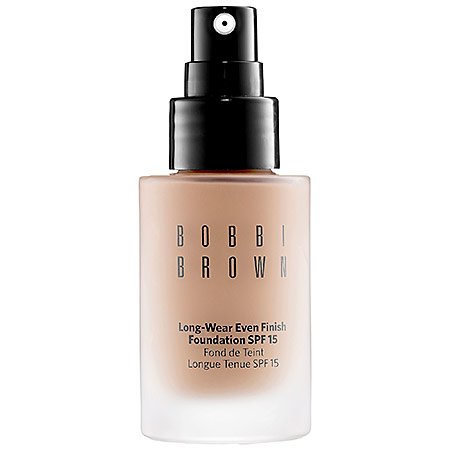 BOBBI
BROWN
Long-Wear Even Finish
Foundation SPF 15
Fond de Teint
Longue Tenue SPF 15